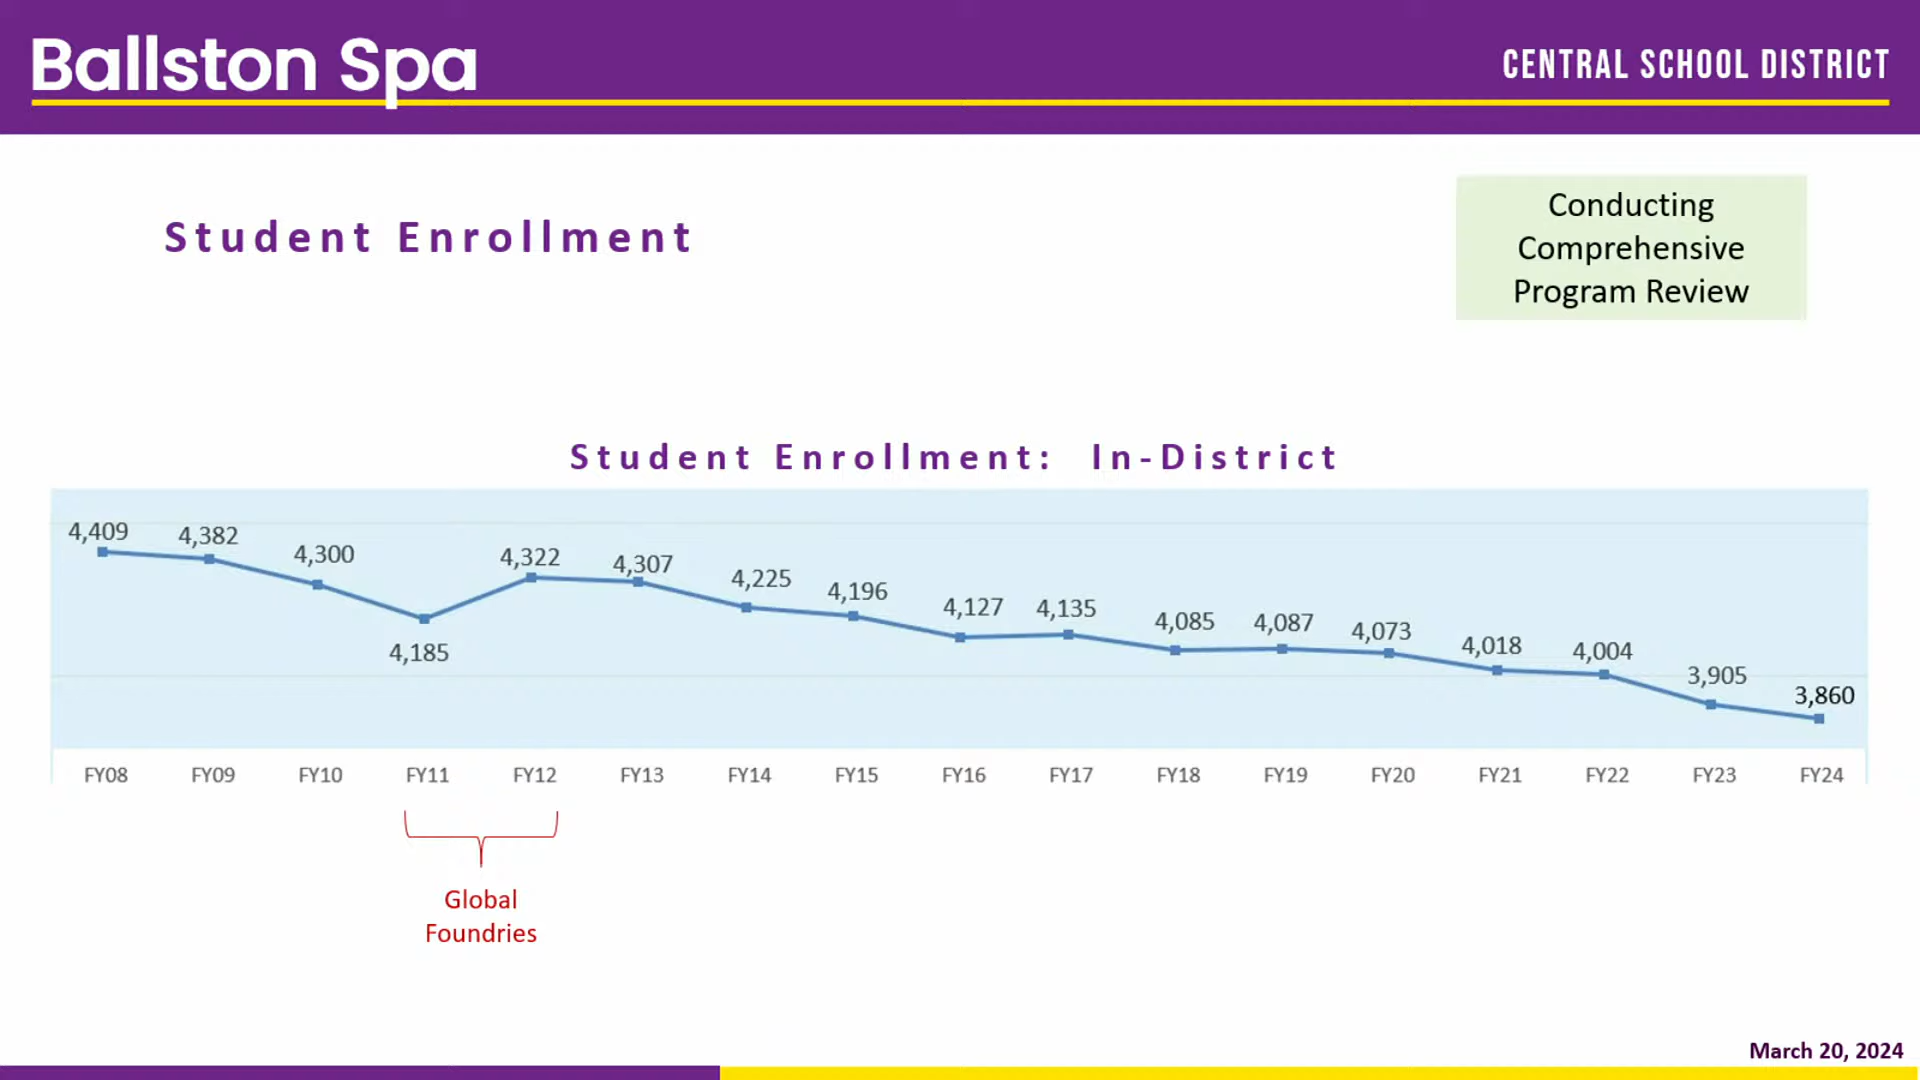 Ballston Spa
CENTRAL SCHOOL DISTRICT
Student Enrollment
Conducting
Comprehensive
Program Review
Student Enrollment: In-District
4,409
4,382
4,300
4,185
4,322
4,307
4,225
4,196
4,127
4,135
4,085
4,087
4,073
4,018
4,004
3,905
3,860
FY08 FY09 FY10 FY11 FY12 FY13 FY14 FY15 FY16 FY17 FY18 FY19 FY20 FY21 FY22 FY23 FY24
Global
Foundries
March 20, 2024